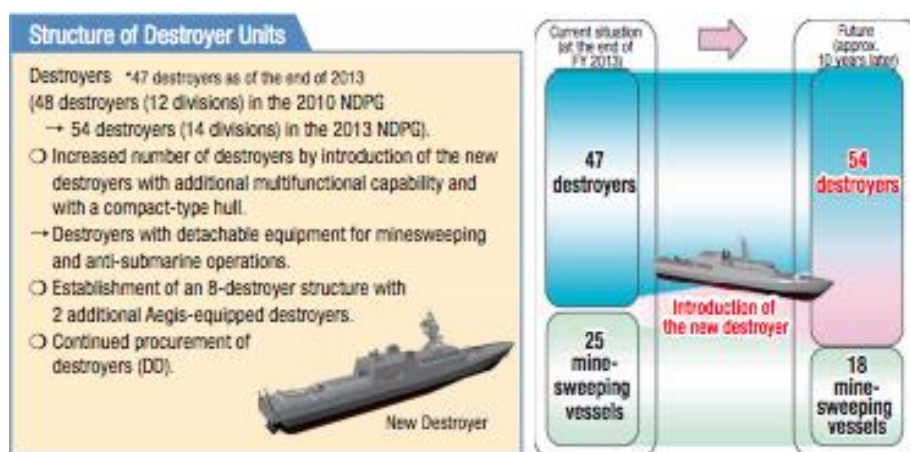 Structure of Destroyer Units
Destroyers *47 destroyers as of the end of 2013
(48 destroyers (12 divisions) in the 2010 NDPG
→ 54 destroyers (14 divisions) in the 2013 NDPG).
❍ Increased number of destroyers by introduction of the new
destroyers with additional multifunctional capability and
with a compact-type hull.
→ Destroyers with detachable equipment for minesweeping
and anti-submarine operations.
❍ Establishment of an 8-destroyer structure with
2 additional Aegis-equipped destroyers.
❍ Continued procurement of
destroyers (DD).
New Destroyer
Current situation
(at the end of
FY 2013)
47
destroyers
25
mine-
sweeping
vessels
Introduction of
the new destroyer
Future
(approx.
10 years later)
54
destroyers
18
mine-
sweeping
vessels